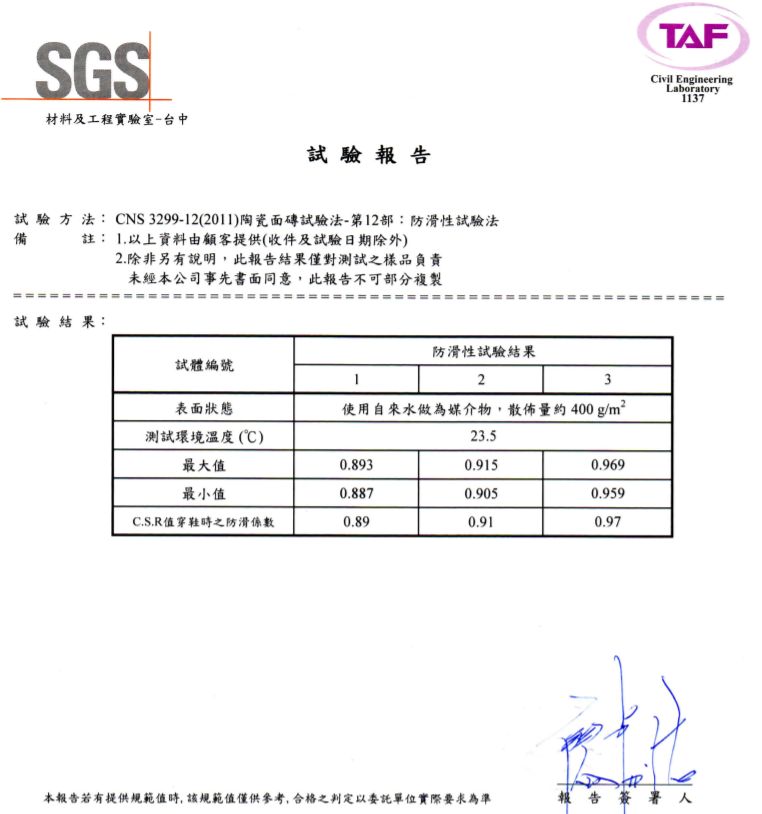 SGS
材料及工程實驗室-台中
TAF
Civil Engineering
Laboratory
1137
試驗報告
試驗方法：CNS 3299-12(2011)陶瓷面磚試驗法-第12部：防滑性試驗法
備註：1.以上資料由顧客提供(收件及試驗日期除外)
2.除非另有說明，此報告結果僅對測試之樣品負責
未經本公司事先書面同意，此報告不可部分複製
試驗結果：
試體編號 防滑性試驗結果
1 2 3
表面狀態 使用自來水做為媒介物，散佈量約 400 g/m²
測試環境溫度(℃) 23.5
最大值 0.893 0.915 0.969
最小值 0.887 0.905 0.959
C.S.R值穿鞋時之防滑係數 0.89 0.91 0.97
本報告若有提供規範值時,該規範值僅供參考,合格之判定以委託單位實際要求為準
報告簽署人